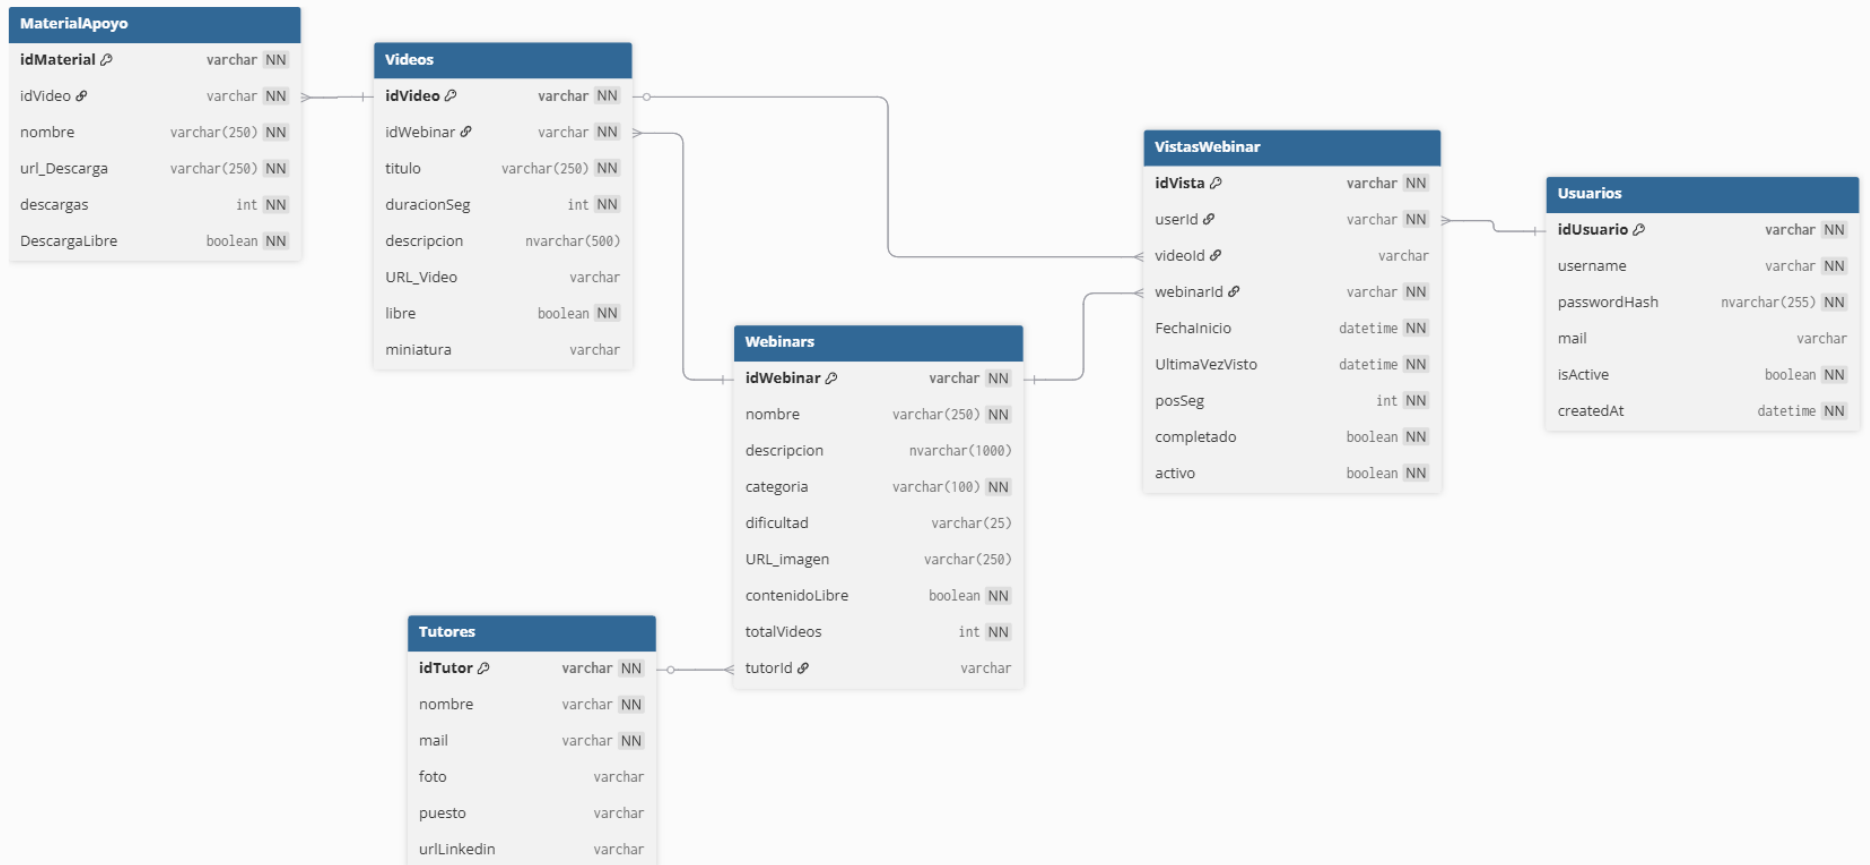 MaterialApoyo
idMaterial varchar NN
idVideo varchar NN
nombre varchar(250) NN
url_Descarga varchar(250) NN
descargas int NN
DescargaLibre boolean NN
Videos
idVideo varchar NN
idWebinar varchar NN
titulo varchar(250) NN
duracionSeg int NN
descripcion nvarchar(500)
URL_Video varchar
libre boolean NN
miniatura varchar
VistasWebinar
idVista varchar NN
userId varchar NN
videoId varchar
webinarId varchar NN
FechaInicio datetime NN
UltimaVezVisto datetime NN
posSeg int NN
completado boolean NN
activo boolean NN
Usuarios
idUsuario varchar NN
username varchar NN
passwordHash nvarchar(255) NN
mail varchar
isActive boolean NN
createdAt datetime NN
Webinars
idWebinar varchar NN
nombre varchar(250) NN
descripcion nvarchar(1000)
categoria varchar(100) NN
dificultad varchar(25)
URL_imagen varchar(250)
contenidoLibre boolean NN
totalVideos int NN
tutorId varchar
Tutores
idTutor varchar NN
nombre varchar NN
mail varchar NN
foto varchar
puesto varchar
urlLinkedin varchar